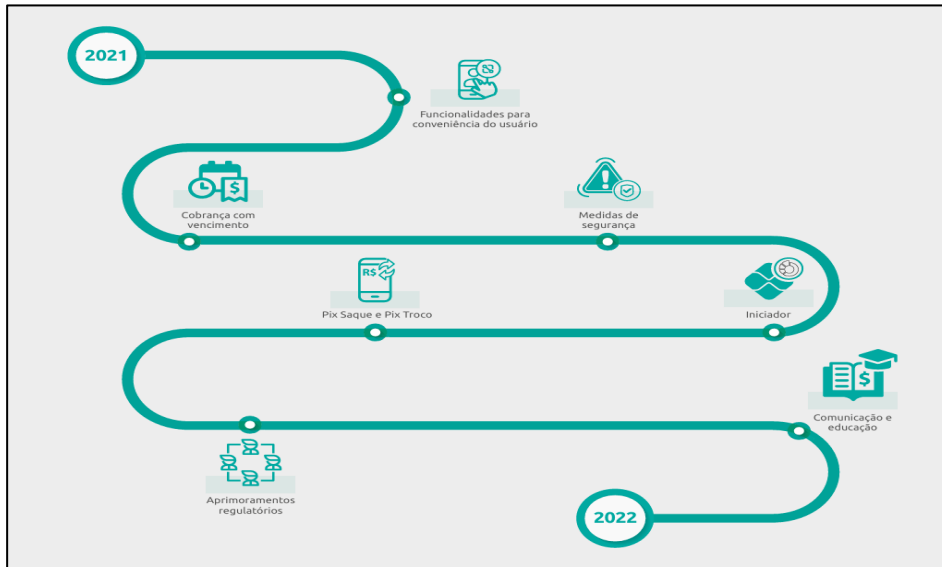 2021
Funcionalidades para
conveniência do usuário
$
Cobrança com
vencimento
Medidas de
segurança
R$
Pix Saque e Pix Troco
Iniciador
$
Comunicação e
educação
Aprimoramentos
regulatórios
2022